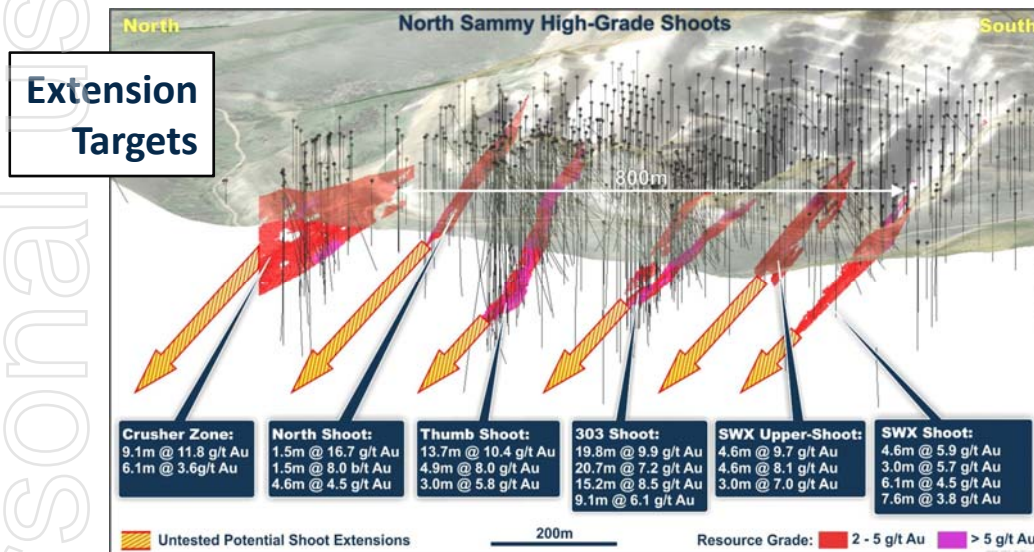 North
North Sammy High-Grade Shoots
South
Extension
Targets
800m
Crusher Zone:
9.1m @ 11.8 g/t Au
6.1m @ 3.6g/t Au
North Shoot:
1.5m @ 16.7 g/t Au
1.5m @ 8.0 b/t Au
4.6m @ 4.5 g/t Au
Thumb Shoot:
13.7m @ 10.4 g/t Au
4.9m @ 8.0 g/t Au
3.0m @ 5.8 g/t Au
303 Shoot:
19.8m @ 9.9 g/t Au
20.7m @ 7.2 g/t Au
15.2m @ 8.5 g/t Au
9.1m @ 6.1 g/t Au
SWX Upper-Shoot:
4.6m @ 9.7 g/t Au
4.6m @ 8.1 g/t Au
3.0m @ 7.0 g/t Au
SWX Shoot:
4.6m @ 5.9 g/t Au
3.0m @ 5.7 g/t Au
6.1m @ 4.5 g/t Au
7.6m @ 3.8 g/t Au
Untested Potential Shoot Extensions
200m
Resource Grade: 2 - 5 g/t Au > 5 g/t Au
sonal us